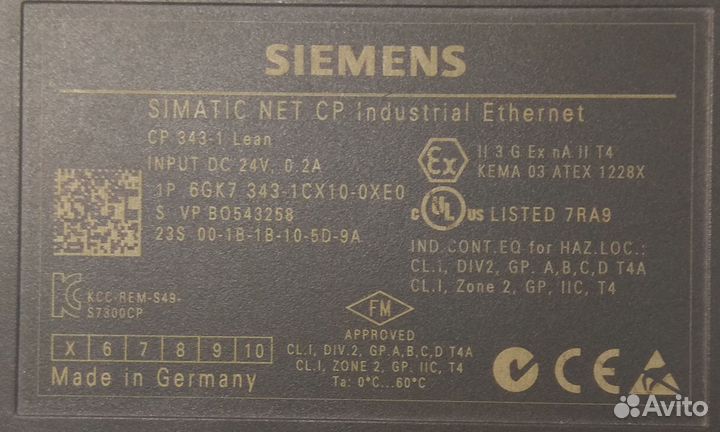 SIEMENS
SIMATIC NET CP Industrial Ethernet
CP 343-1 Lean
INPUT DC 24V, 0.2A
1P 6GK7 343-1CX10-0XE0
S VP BO543258
23S 00-1B-1B-10-5D-9A
Ex
II 3 G Ex nA II T4
KEMA 03 ATEX 1228X
c UL us LISTED 7RA9
IND.CONT.EQ for HAZ.LOC.:
CL.I, DIV2, GP. A,B,C,D T4A
CL.I, Zone 2, GP, IIC, T4
KCC-REM-S49-
S7300CP
FM
APPROVED
CL.I, DIV.2, GP.A,B,C,D T4A
CL.I, ZONE 2, GP. IIC, T4
Ta: 0°C...60°C
X 6 7 8 9 10
Made in Germany
CE
Avito